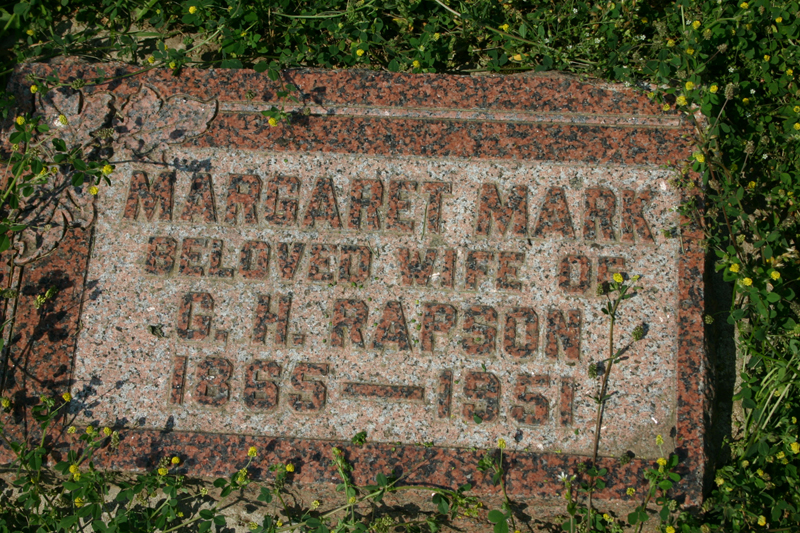 MARGARET MARK
BELOVED WIFE OF
G. H. RAPSON
1865—1951